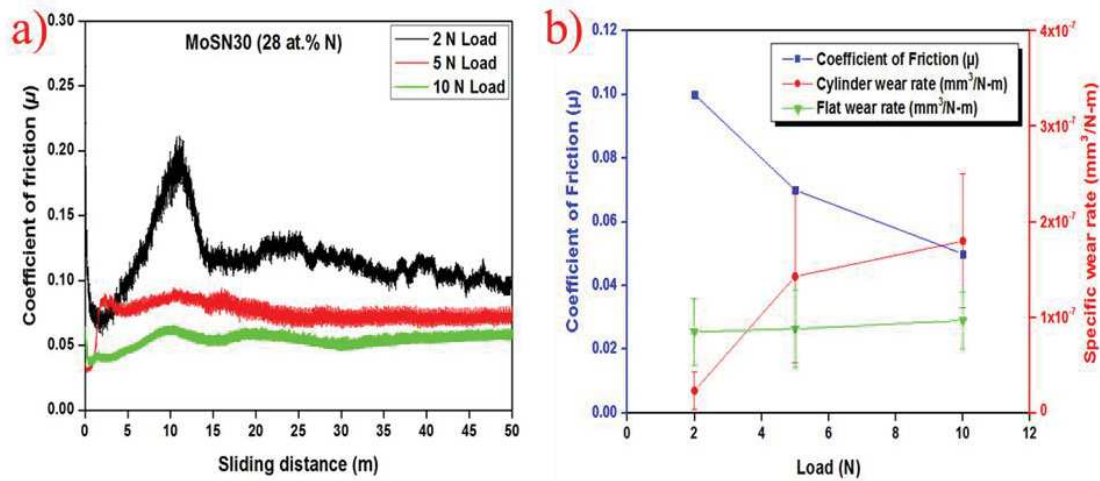 a)
MoSN30 (28 at.% N)
2 N Load
5 N Load
10 N Load
Coefficient of friction (μ)
0.30
0.25
0.20
0.15
0.10
0.05
0.00
0 5 10 15 20 25 30 35 40 45 50
Sliding distance (m)
b)
Coefficient of Friction (μ)
Cylinder wear rate (mm³/N-m)
Flat wear rate (mm³/N-m)
Coefficient of Friction (μ)
0.12
0.10
0.08
0.06
0.04
0.02
0.00
4x10⁻⁷
3x10⁻⁷
2x10⁻⁷
1x10⁻⁷
0
Specific wear rate (mm³/N-m)
0 2 4 6 8 10 12
Load (N)